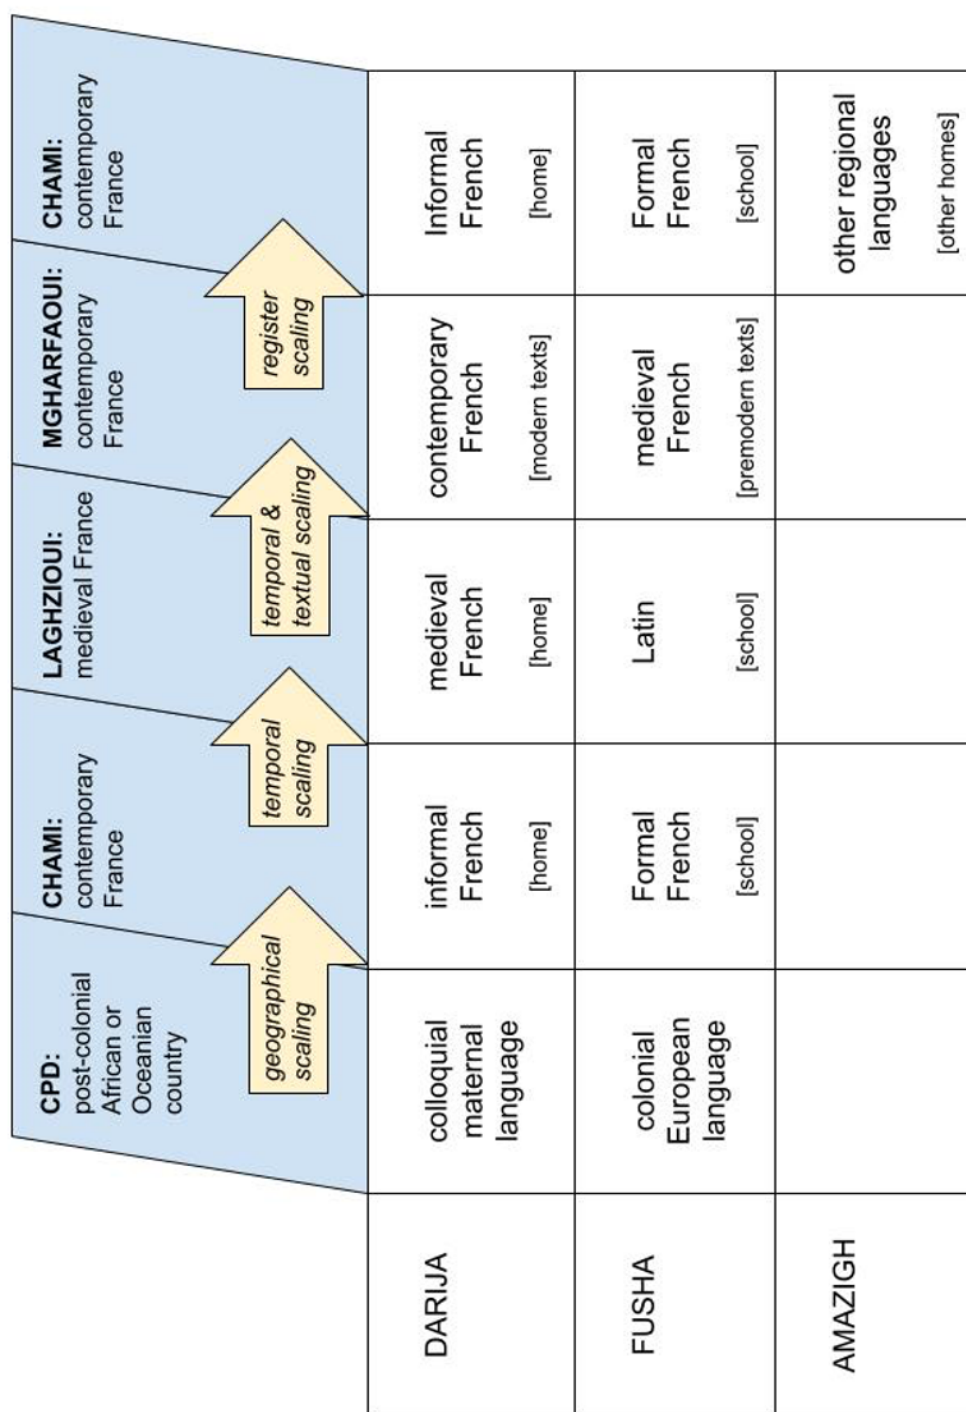 CPD:
post-colonial
African or
Oceanian
country
CHAMI:
contemporary
France
LAGHZIOUI:
medieval France
MGHARFAOUI:
contemporary
France
CHAMI:
contemporary
France
geographical
scaling
temporal
scaling
temporal &
textual scaling
register
scaling
DARIJA
colloquial
maternal
language
informal
French
[home]
medieval
French
[home]
contemporary
French
[modern texts]
Informal
French
[home]
FUSHA
colonial
European
language
Formal
French
[school]
Latin
[school]
medieval
French
[premodern texts]
Formal
French
[school]
AMAZIGH
other regional
languages
[other homes]